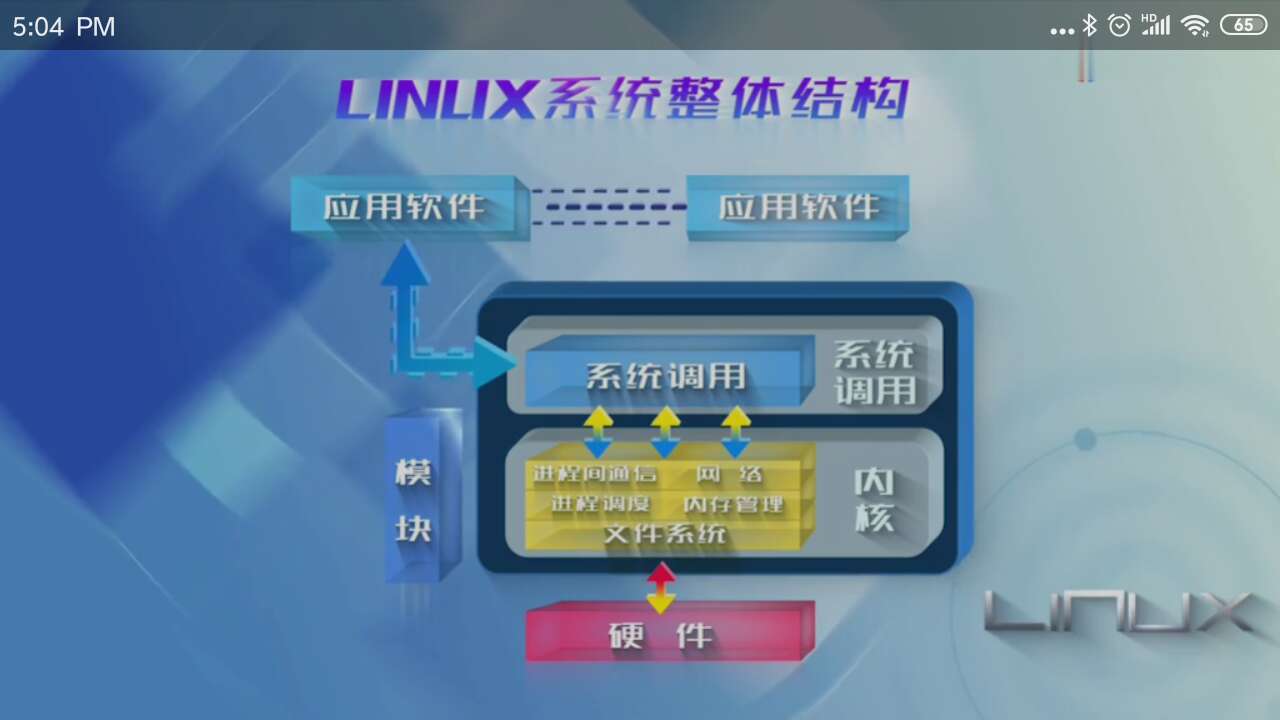 5:04 PM
HD
65
LINUX系统整体结构
应用软件
应用软件
系统调用
系统
调用
模
块
进程间通信 网 络
进程调度 内存管理
文件系统
内
核
硬 件
LINUX